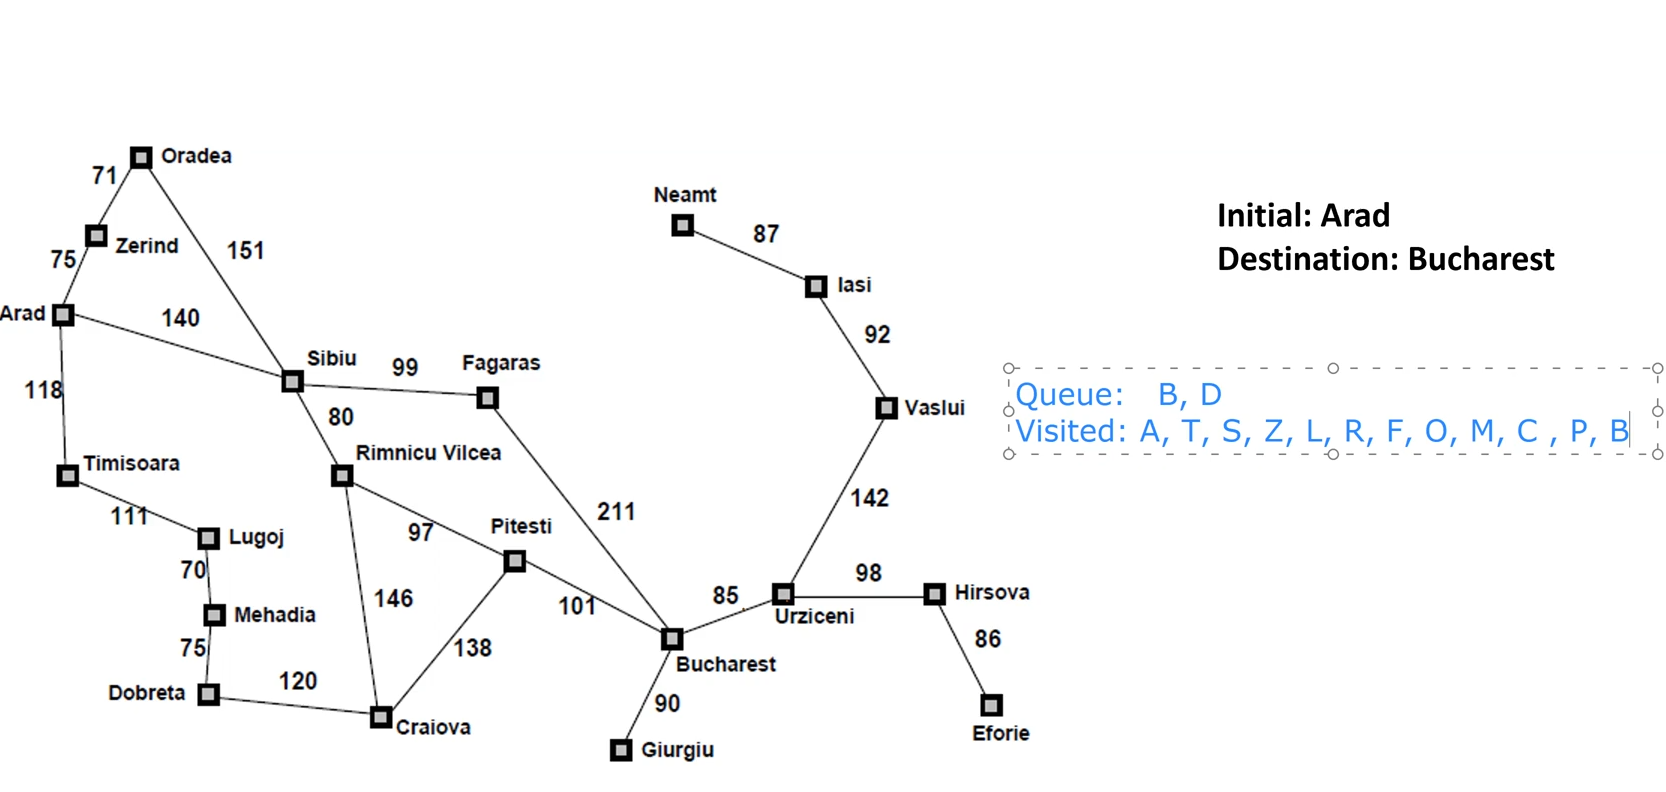 Oradea
71
Neamt
Zerind
87
Initial: Arad
75
151
Destination: Bucharest
Iasi
Arad
140
92
Sibiu
99
Fagaras
118
Queue: B, D
80
Vaslui
Visited: A, T, S, Z, L, R, F, O, M, C , P, B
Rimnicu Vilcea
Timisoara
142
111
97
Pitesti
211
Lugoj
70
98
Hirsova
146
101
85
Mehadia
Urziceni
75
138
86
Bucharest
120
Dobreta
90
Craiova
Eforie
Giurgiu